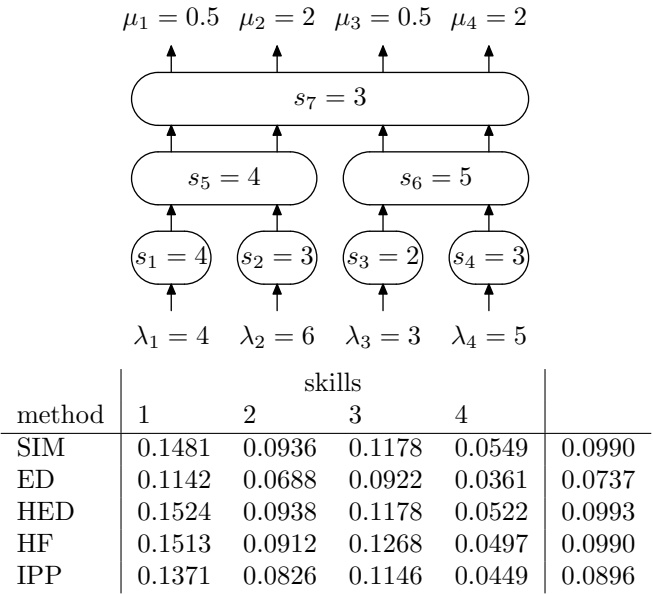 μ₁ = 0.5 μ₂ = 2 μ₃ = 0.5 μ₄ = 2
s₇ = 3
s₅ = 4 s₆ = 5
s₁ = 4 s₂ = 3 s₃ = 2 s₄ = 3
λ₁ = 4 λ₂ = 6 λ₃ = 3 λ₄ = 5
skills
method 1 2 3 4
SIM 0.1481 0.0936 0.1178 0.0549 0.0990
ED 0.1142 0.0688 0.0922 0.0361 0.0737
HED 0.1524 0.0938 0.1178 0.0522 0.0993
HF 0.1513 0.0912 0.1268 0.0497 0.0990
IPP 0.1371 0.0826 0.1146 0.0449 0.0896